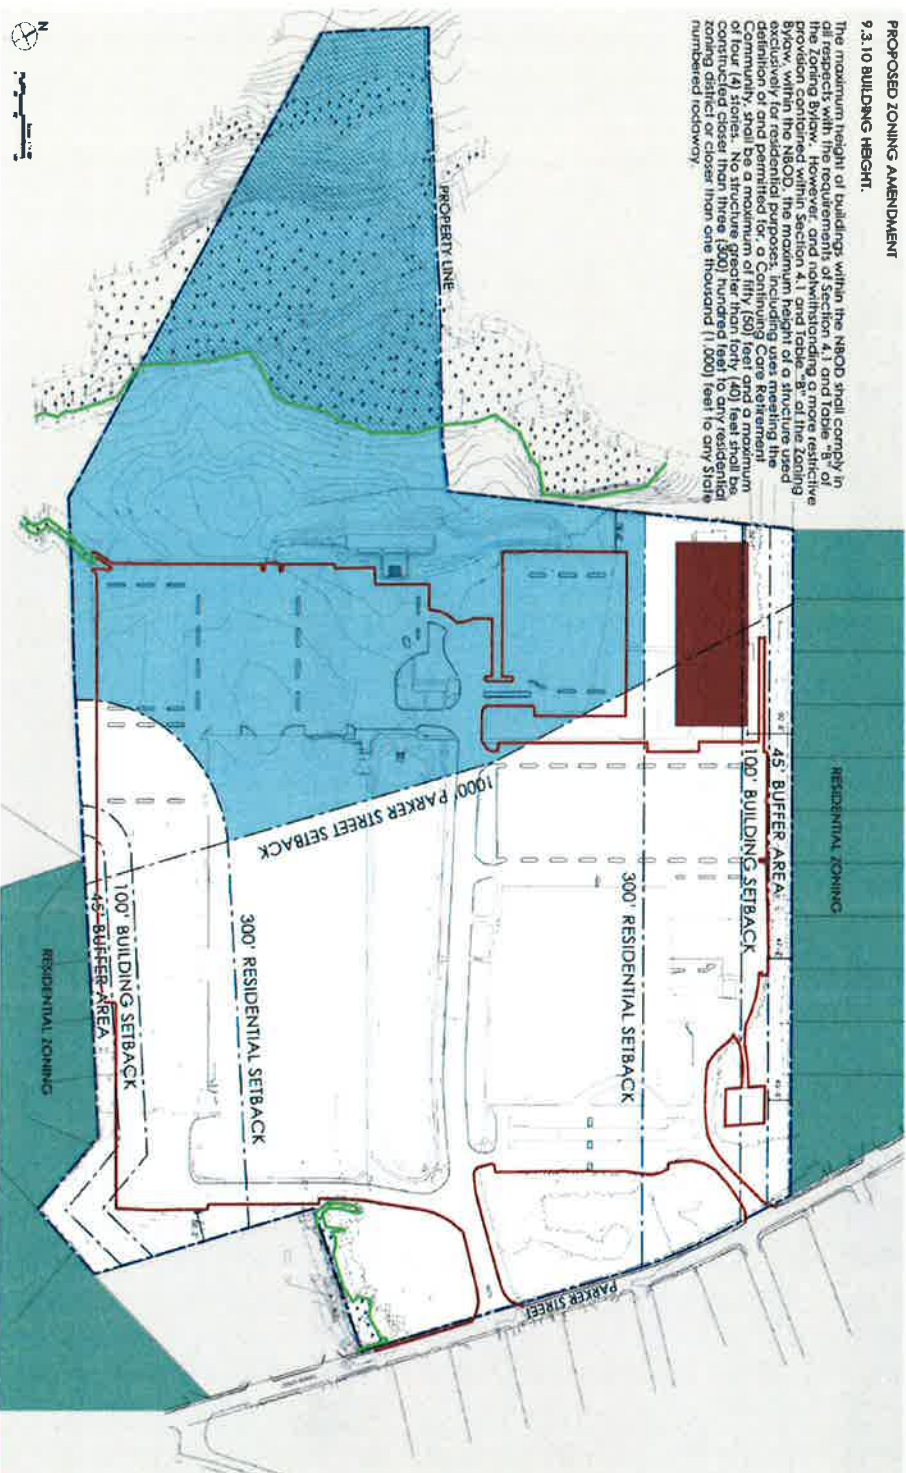 PROPOSED ZONING AMENDMENT
9.3.10 BUILDING HEIGHT.
The maximum height of buildings within the NBOD shall comply in
all respects with the requirements of Section 4.1 and Table "B" of
the Zoning Bylaw. However, and notwithstanding a more restrictive
provision contained within Section 4.1 and Table "B" of the Zoning
Bylaw, within the NBOD, the maximum height of a structure used
exclusively for residential purposes, including uses meeting the
definition of and permitted for, a Continuing Care Retirement
Community, shall be a maximum of fifty (50) feet and a maximum
of four (4) stories. No structure greater than forty (40) feet shall be
constructed closer than three (300) hundred feet to any residential
zoning district or closer than one thousand (1,000) feet to any State
numbered rodaway.
PROPERTY LINE
RESIDENTIAL ZONING
45' BUFFER AREA
100' BUILDING SETBACK
300' RESIDENTIAL SETBACK
1000' PARKER STREET SETBACK
300' RESIDENTIAL SETBACK
100' BUILDING SETBACK
45' BUFFER AREA
RESIDENTIAL ZONING
PARKER STREET
N